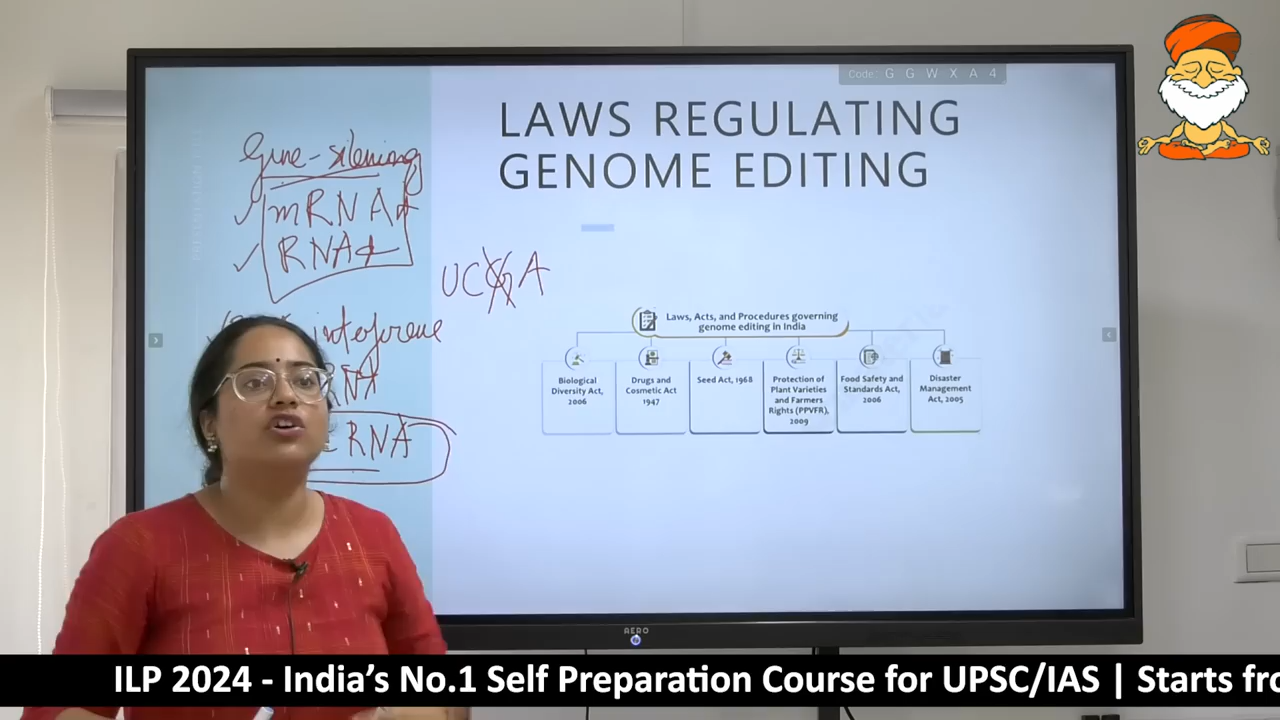 Code: G G W X A 4
LAWS REGULATING
GENOME EDITING
Gene-silencing
mRNA
RNA
UCGA
interference
RNA
RNA
Laws, Acts, and Procedures governing
genome editing in India
Biological
Diversity Act,
2006
Drugs and
Cosmetic Act
1947
Seed Act, 1968
Protection of
Plant Varieties
and Farmers
Rights (PPVFR),
2009
Food Safety and
Standards Act,
2006
Disaster
Management
Act, 2005
AERO
ILP 2024 - India’s No.1 Self Preparation Course for UPSC/IAS | Starts fro